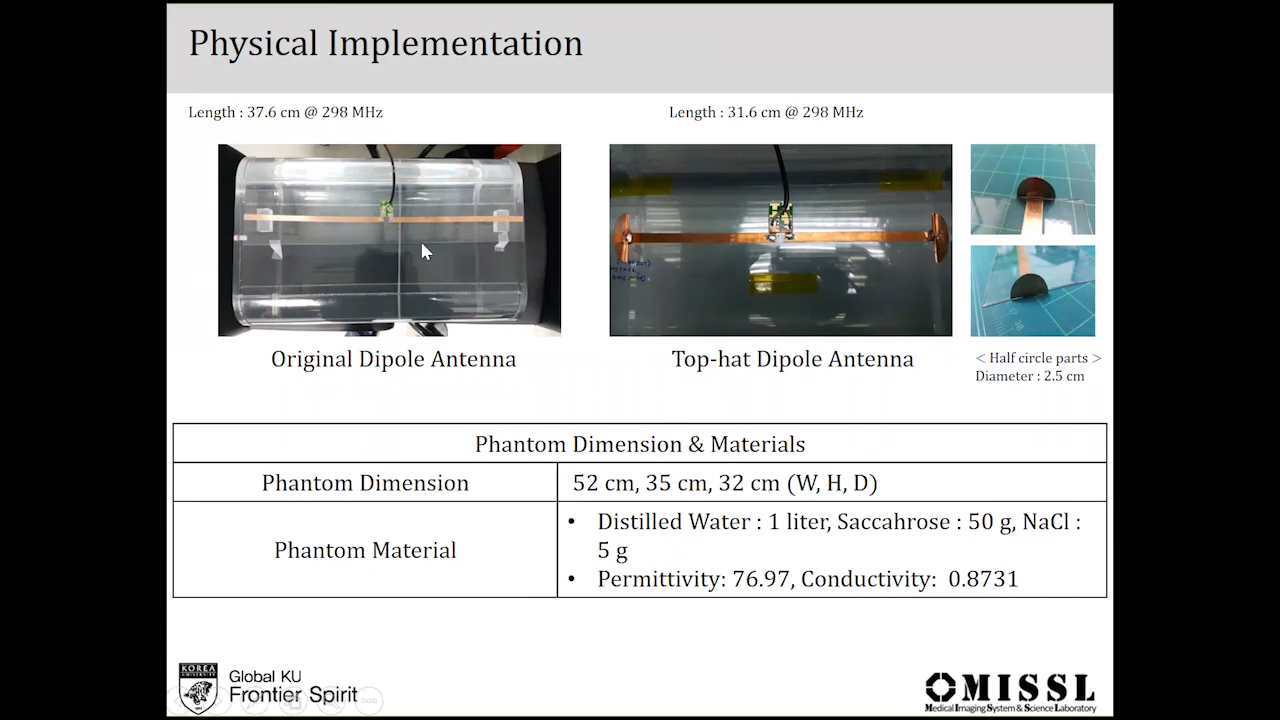 Physical Implementation
Length : 37.6 cm @ 298 MHz
Length : 31.6 cm @ 298 MHz
Original Dipole Antenna
Top-hat Dipole Antenna
< Half circle parts >
Diameter : 2.5 cm
Phantom Dimension & Materials
Phantom Dimension
52 cm, 35 cm, 32 cm (W, H, D)
Phantom Material
• Distilled Water : 1 liter, Saccahrose : 50 g, NaCl :
5 g
• Permittivity: 76.97, Conductivity: 0.8731
KOREA
UNIVERSITY
Global KU
Frontier Spirit
MISSL
Medical Imaging System & Science Laboratory